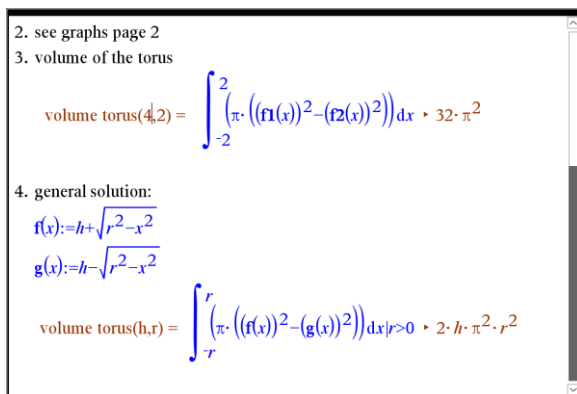 2. see graphs page 2
3. volume of the torus
volume torus(4,2) = ∫_{-2}^{2} (π·((f1(x))²−(f2(x))²))dx ▸ 32·π²
4. general solution:
f(x):=h+√(r²−x²)
g(x):=h−√(r²−x²)
volume torus(h,r) = ∫_{-r}^{r} (π·((f(x))²−(g(x))²))dx|r>0 ▸ 2·h·π²·r²